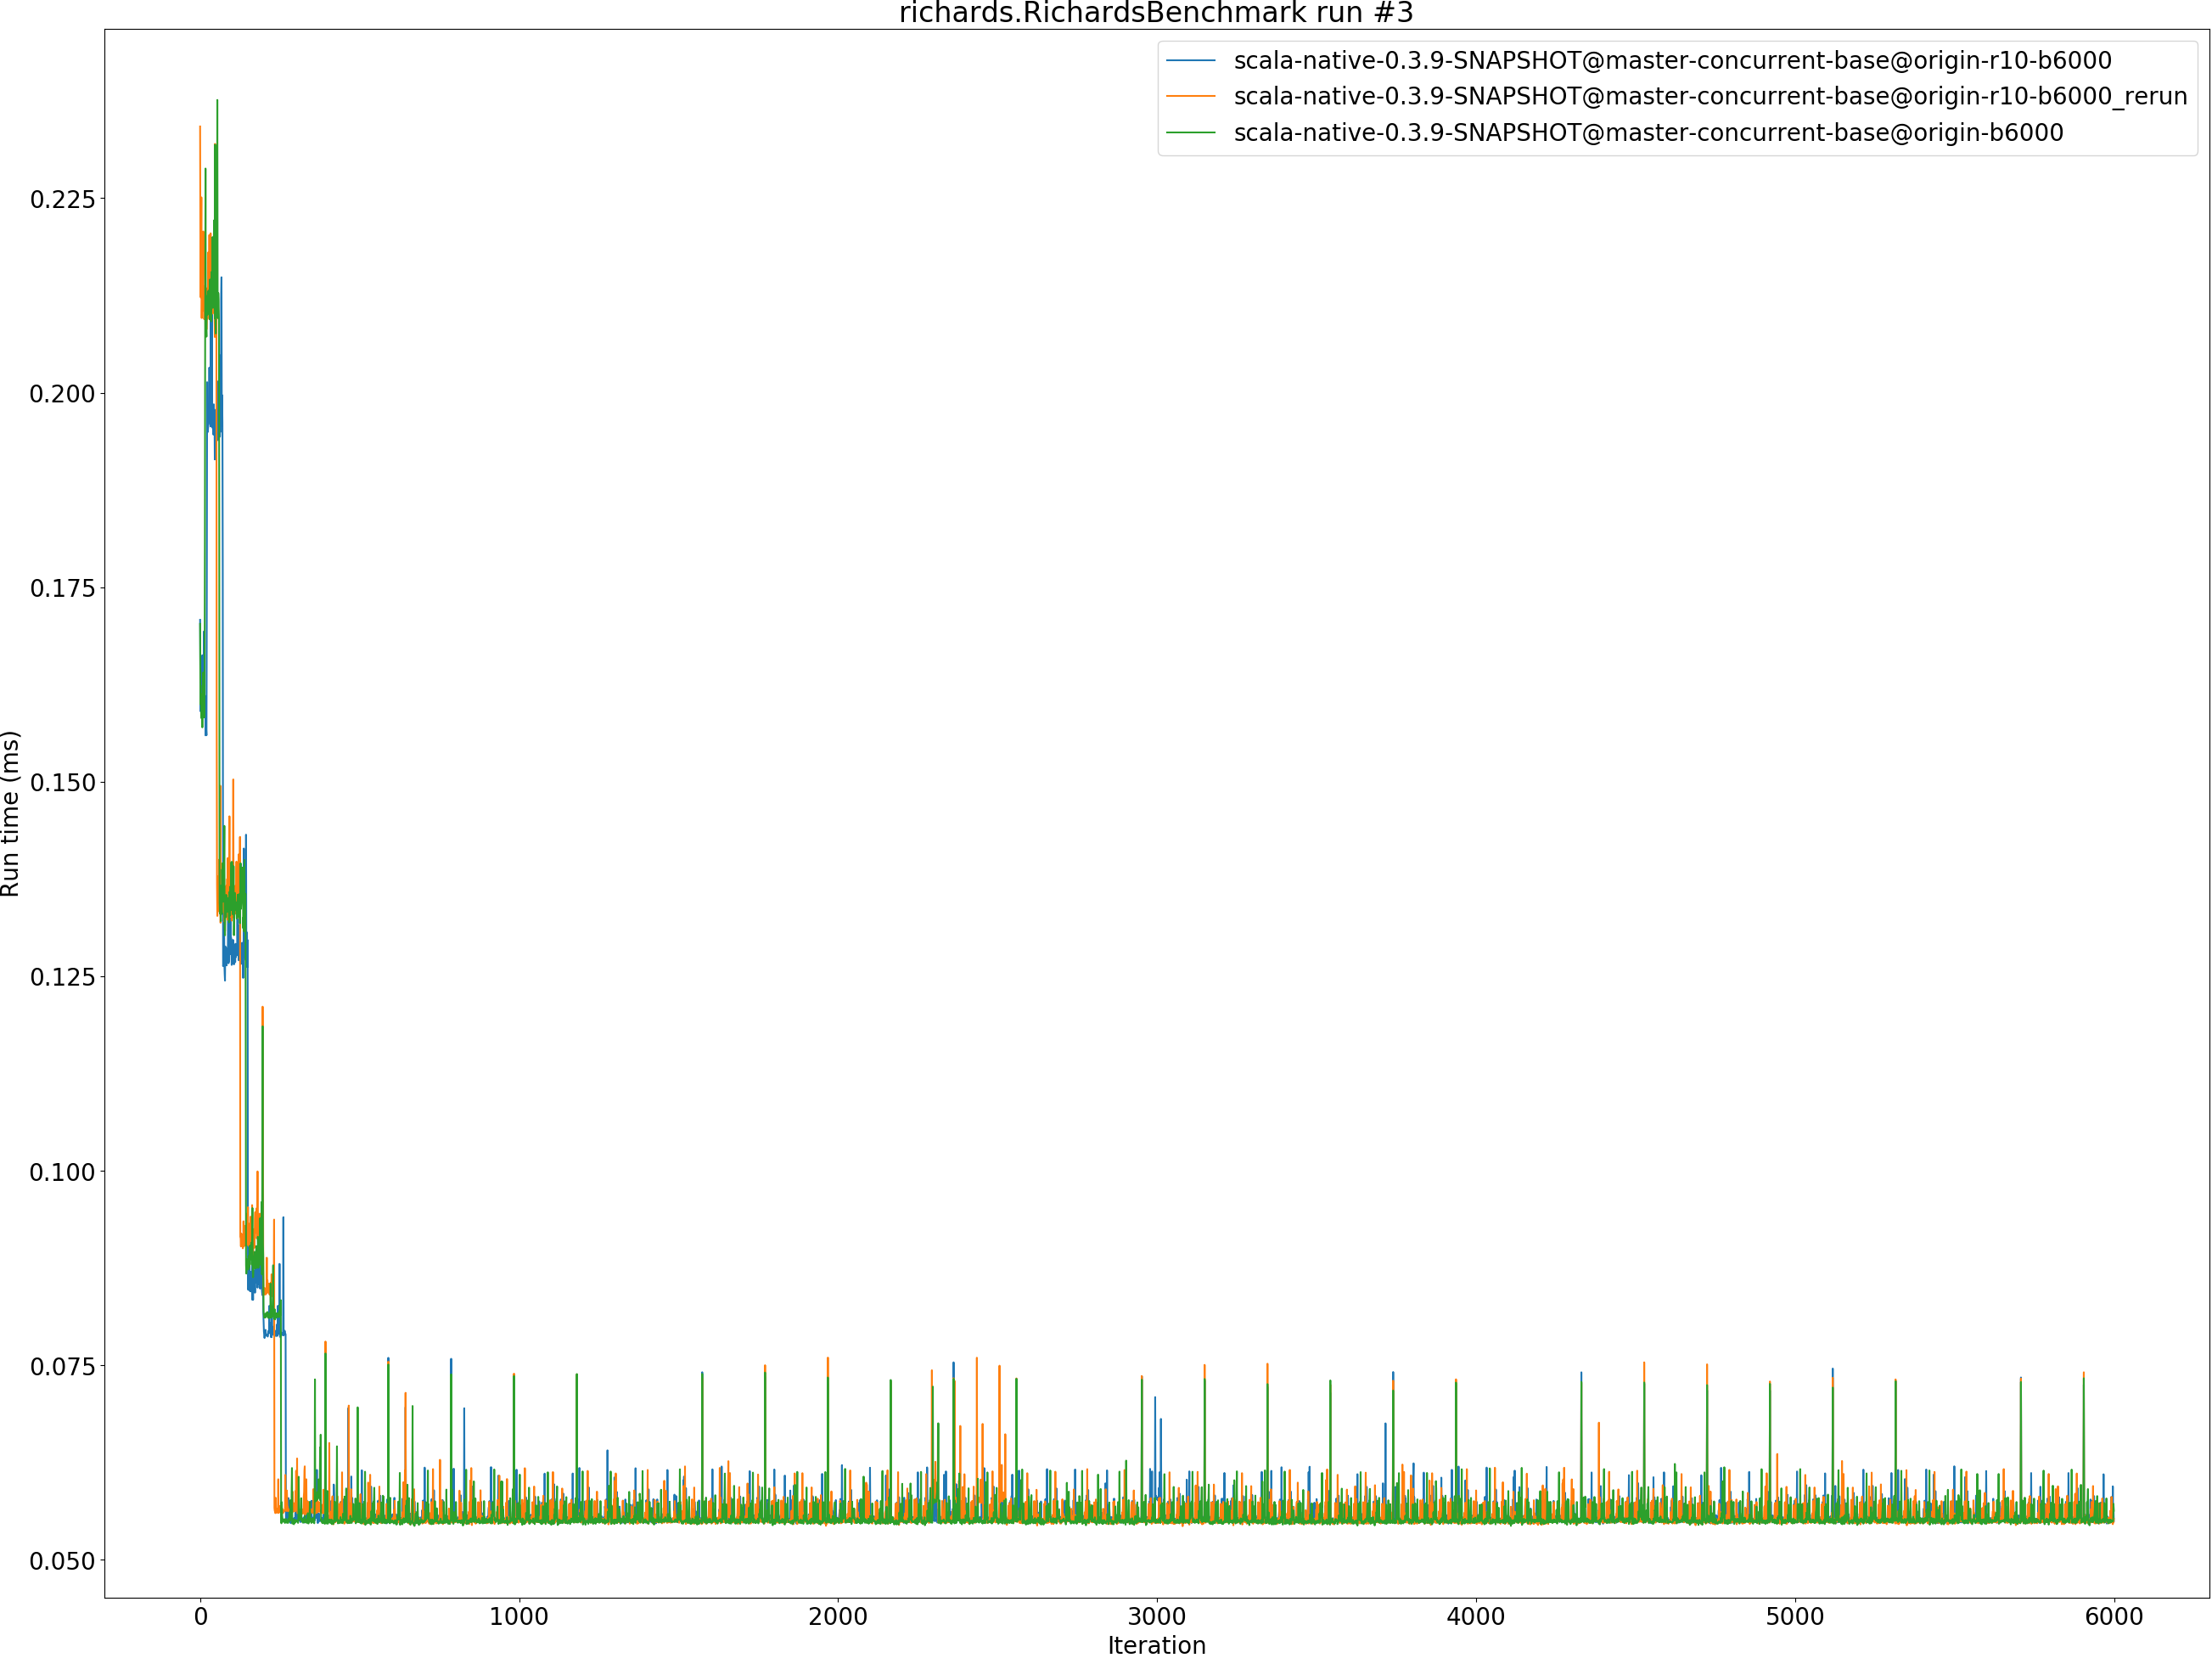 richards.RichardsBenchmark run #3
scala-native-0.3.9-SNAPSHOT@master-concurrent-base@origin-r10-b6000
scala-native-0.3.9-SNAPSHOT@master-concurrent-base@origin-r10-b6000_rerun
scala-native-0.3.9-SNAPSHOT@master-concurrent-base@origin-b6000
Run time (ms)
0.225
0.200
0.175
0.150
0.125
0.100
0.075
0.050
0 1000 2000 3000 4000 5000 6000
Iteration